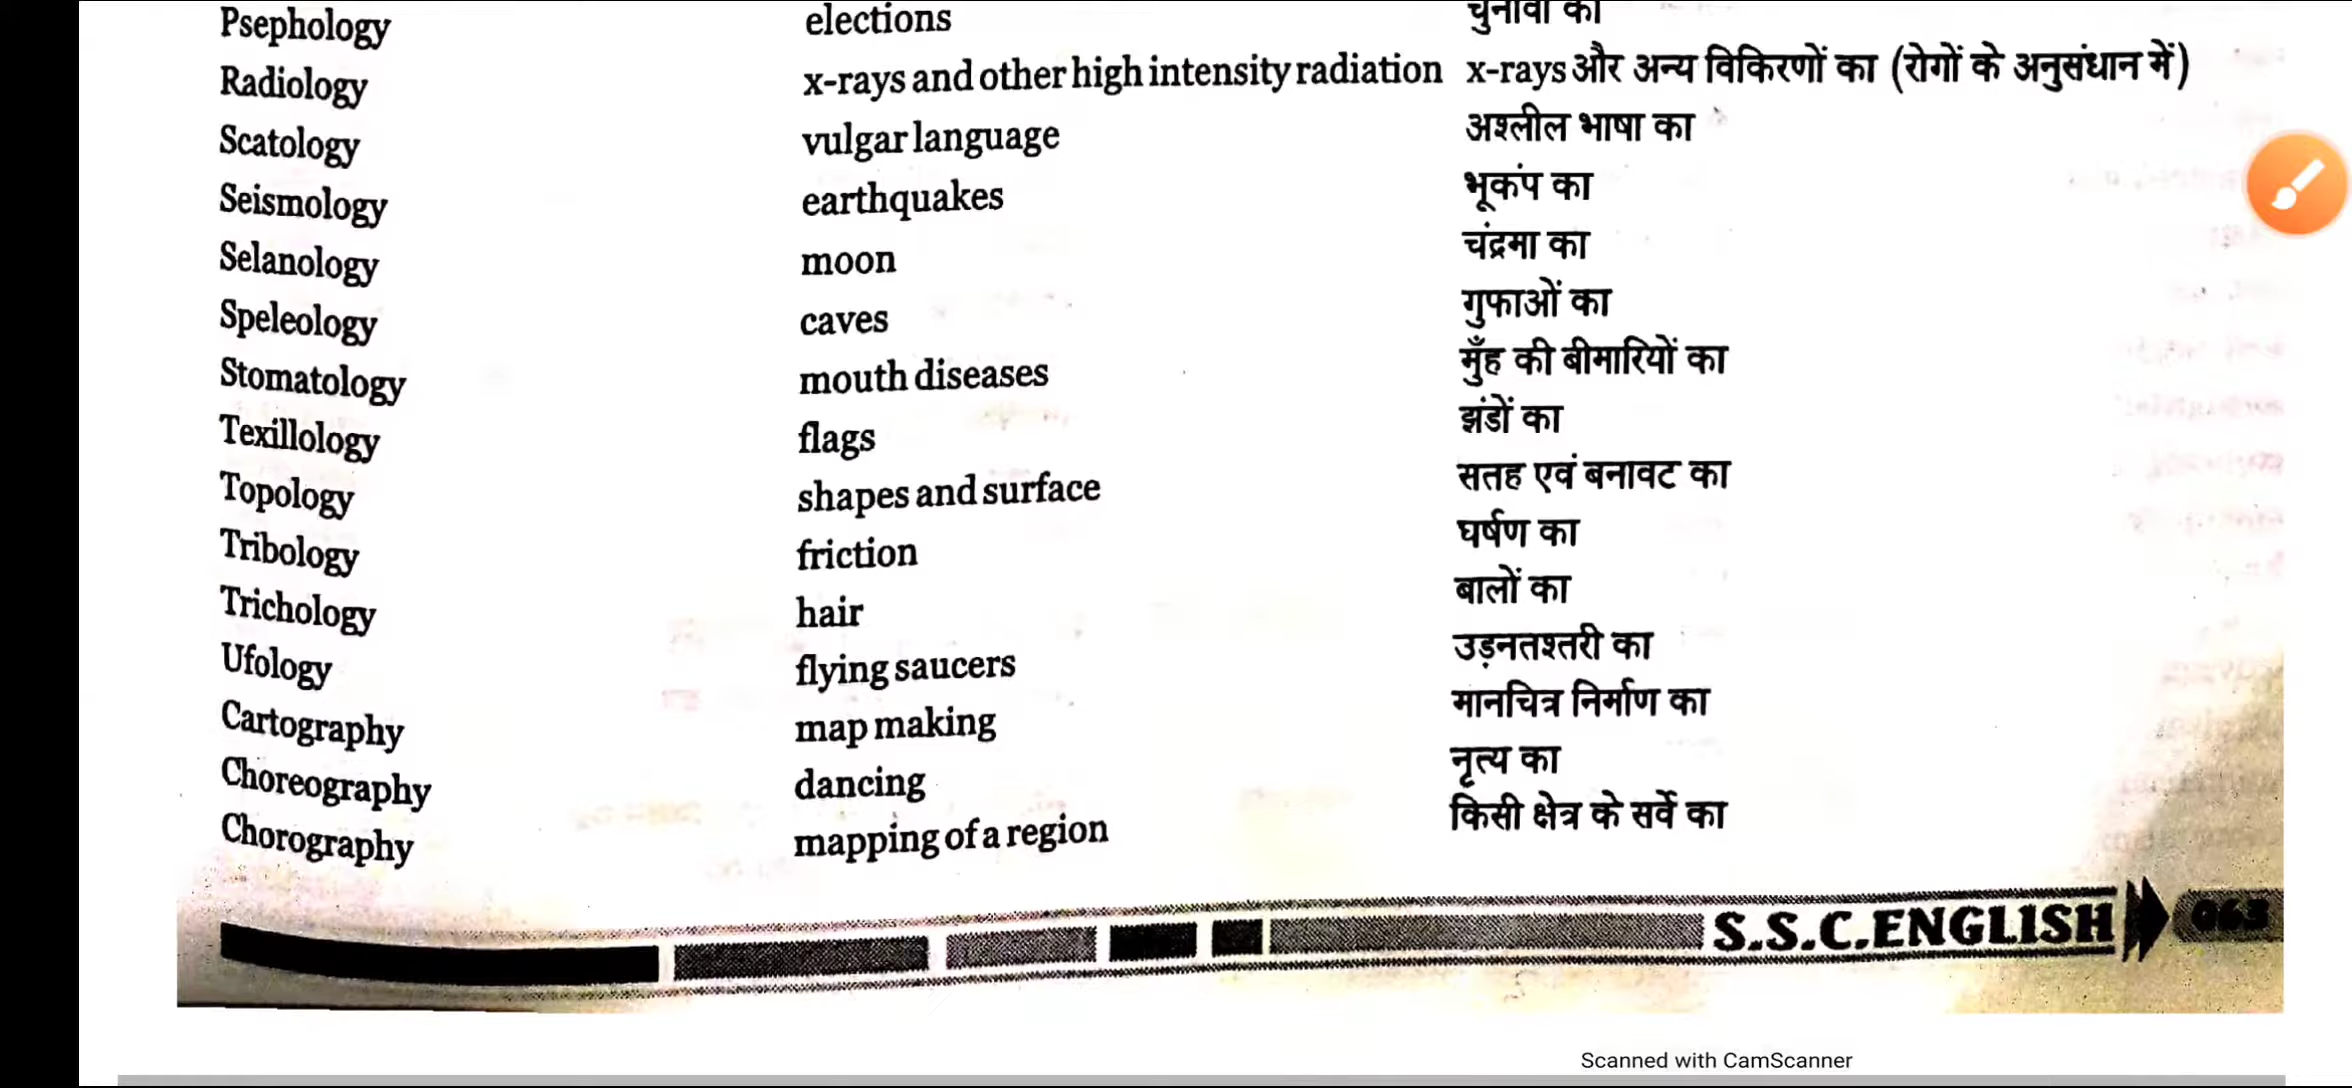 Psephology elections चुनावों का
Radiology x-rays and other high intensity radiation x-rays और अन्य विकिरणों का (रोगों के अनुसंधान में)
Scatology vulgar language अश्लील भाषा का
Seismology earthquakes भूकंप का
Selanology moon चंद्रमा का
Speleology caves गुफाओं का
Stomatology mouth diseases मुँह की बीमारियों का
Texillology flags झंडों का
Topology shapes and surface सतह एवं बनावट का
Tribology friction घर्षण का
Trichology hair बालों का
Ufology flying saucers उड़नतश्तरी का
Cartography map making मानचित्र निर्माण का
Choreography dancing नृत्य का
Chorography mapping of a region किसी क्षेत्र के सर्वे का
S.S.C.ENGLISH 063
Scanned with CamScanner